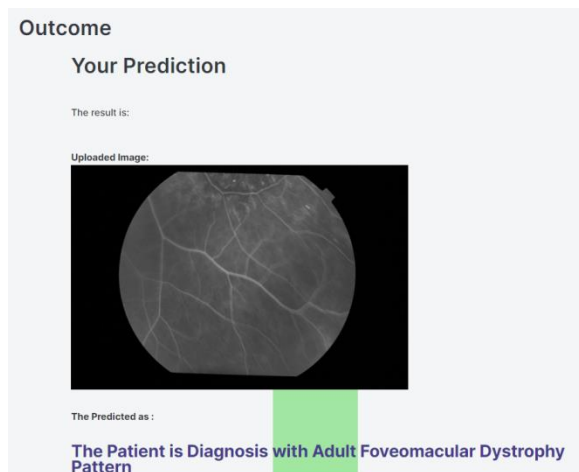 Outcome
Your Prediction
The result is:
Uploaded Image:
The Predicted as :
The Patient is Diagnosis with Adult Foveomacular Dystrophy
Pattern